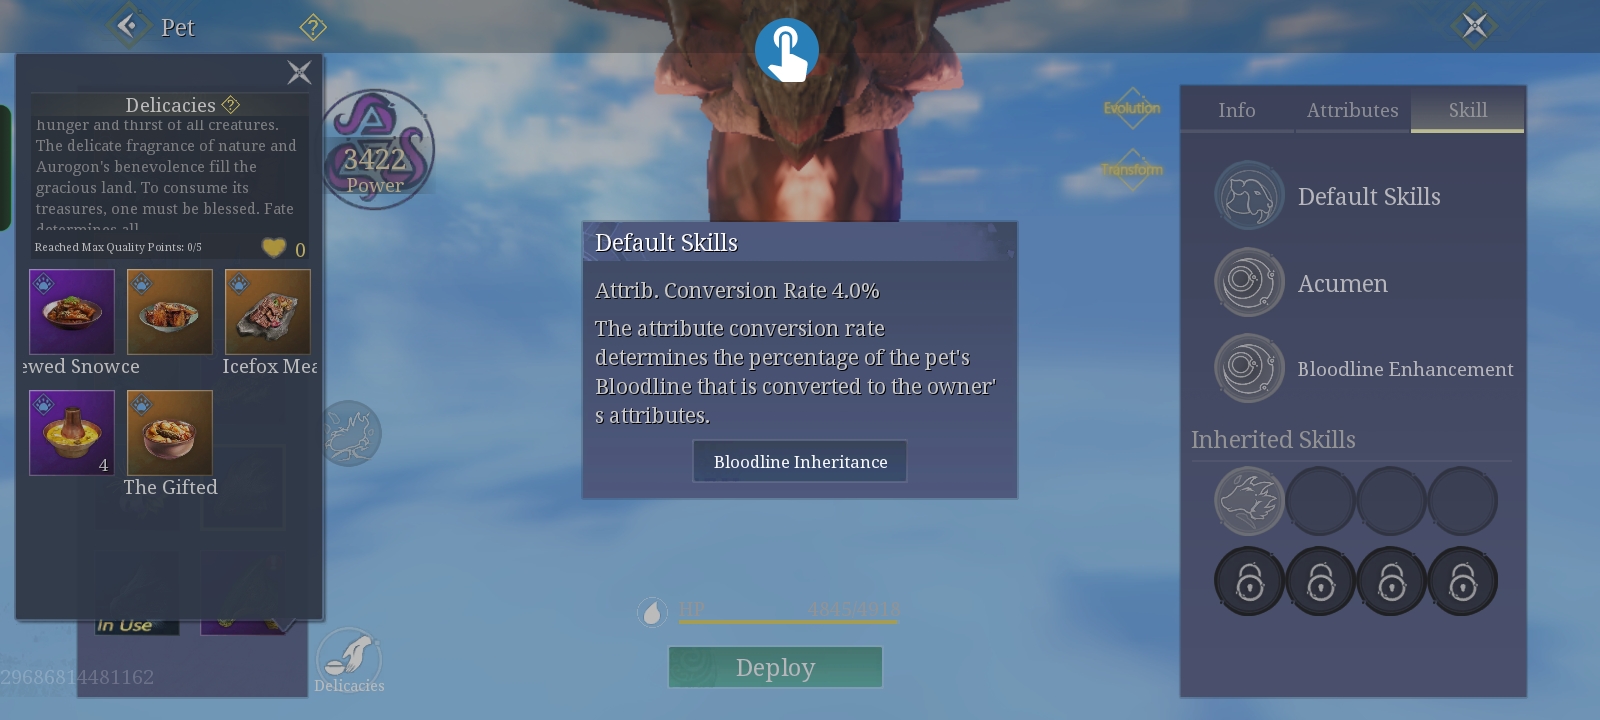 Pet
Delicacies
hunger and thirst of all creatures.
The delicate fragrance of nature and
Aurogon's benevolence fill the
gracious land. To consume its
treasures, one must be blessed. Fate
determines all
Reached Max Quality Points: 0/5
0
ewed Snowce
Icefox Mea
4
The Gifted
In Use
29686814481162
3422
Power
Delicacies
Default Skills
Attrib. Conversion Rate 4.0%
The attribute conversion rate
determines the percentage of the pet's
Bloodline that is converted to the owner'
s attributes.
Bloodline Inheritance
HP 4845/4918
Deploy
Evolution
Transform
Info Attributes Skill
Default Skills
Acumen
Bloodline Enhancement
Inherited Skills